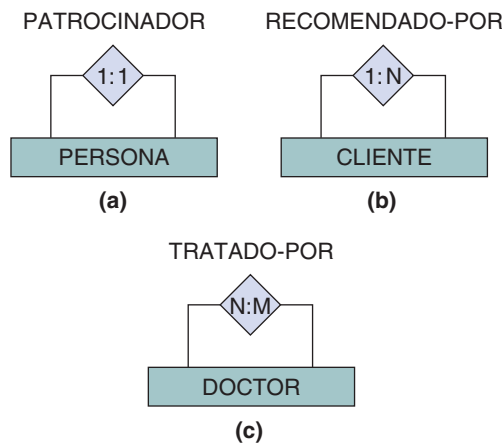 PATROCINADOR
1:1
PERSONA
(a)
RECOMENDADO-POR
1:N
CLIENTE
(b)
TRATADO-POR
N:M
DOCTOR
(c)